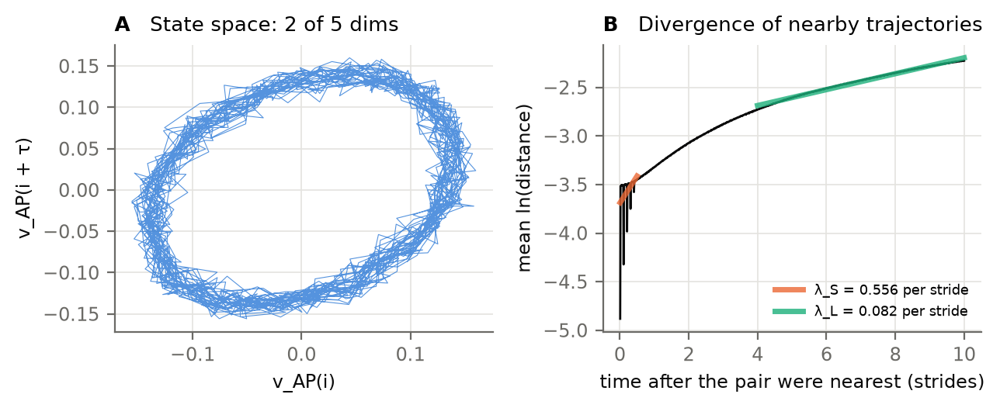 A State space: 2 of 5 dims
0.15
0.10
0.05
0.00
−0.05
−0.10
−0.15
v_AP(i + τ)
−0.1 0.0 0.1
v_AP(i)
B Divergence of nearby trajectories
−2.5
−3.0
−3.5
−4.0
−4.5
−5.0
mean ln(distance)
λ_S = 0.556 per stride
λ_L = 0.082 per stride
0 2 4 6 8 10
time after the pair were nearest (strides)